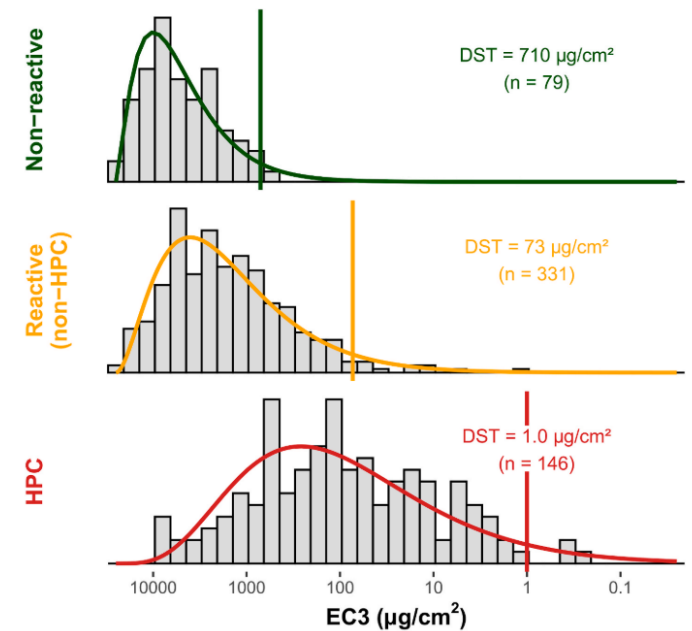 Non-reactive
DST = 710 µg/cm²
(n = 79)
Reactive
(non-HPC)
DST = 73 µg/cm²
(n = 331)
HPC
DST = 1.0 µg/cm²
(n = 146)
10000 1000 100 10 1 0.1
EC3 (µg/cm²)